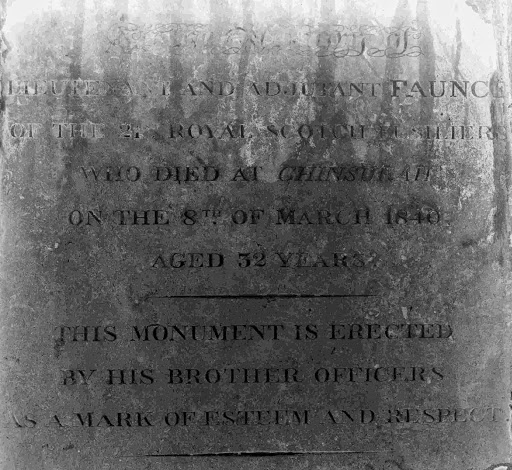 LIEUTENANT AND ADJUTANT FAUNCE
OF THE 21ST ROYAL SCOTCH FUSILIERS
WHO DIED AT CHINSURAH
ON THE 8TH OF MARCH 1840
AGED 32 YEARS
THIS MONUMENT IS ERECTED
BY HIS BROTHER OFFICERS
AS A MARK OF ESTEEM AND RESPECT